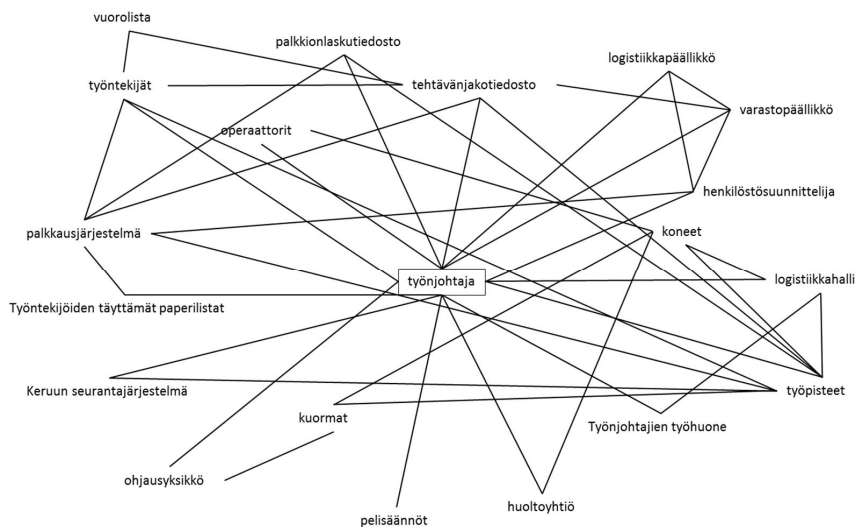 vuorolista
palkkionlaskutiedosto
logistiikkapäällikkö
työntekijät
tehtävänjakotiedosto
varastopäällikkö
operaattorit
henkilöstösuunnittelija
palkkausjärjestelmä
koneet
työnjohtaja
logistiikkahalli
Työntekijöiden täyttämät paperilistat
Keruun seurantajärjestelmä
työpisteet
kuormat
Työnjohtajien työhuone
ohjausyksikkö
huoltoyhtiö
pelisäännöt